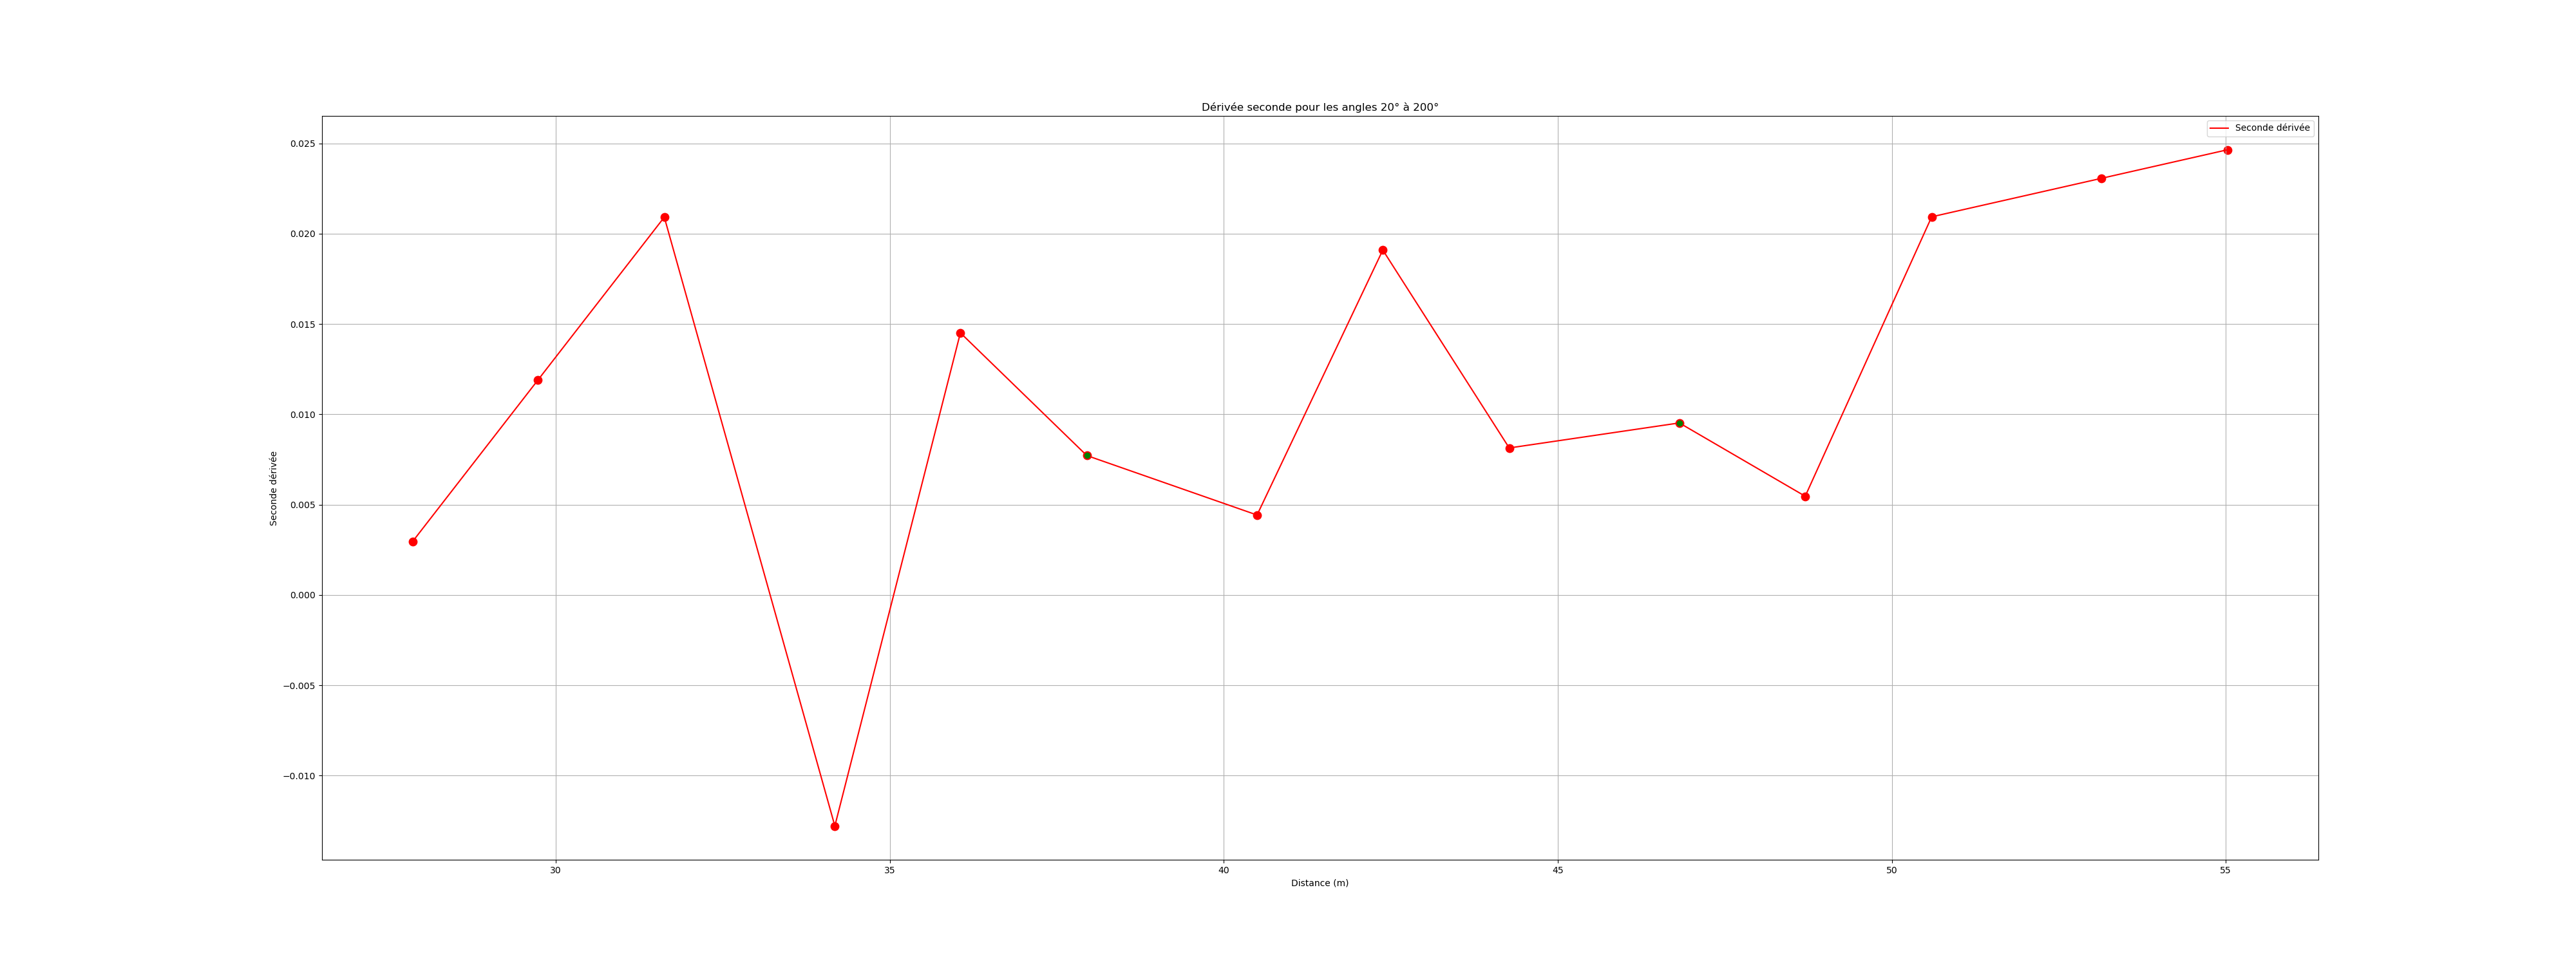 Dérivée seconde pour les angles 20° à 200°
Seconde dérivée
0.025
0.020
0.015
0.010
0.005
0.000
−0.005
−0.010
Seconde dérivée
30 35 40 45 50 55
Distance (m)